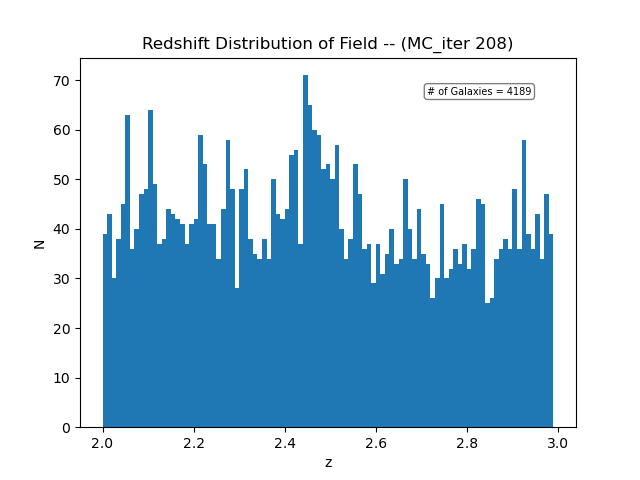 Redshift Distribution of Field -- (MC_iter 208)
# of Galaxies = 4189
70
60
50
40
30
20
10
0
N
2.0 2.2 2.4 2.6 2.8 3.0
z